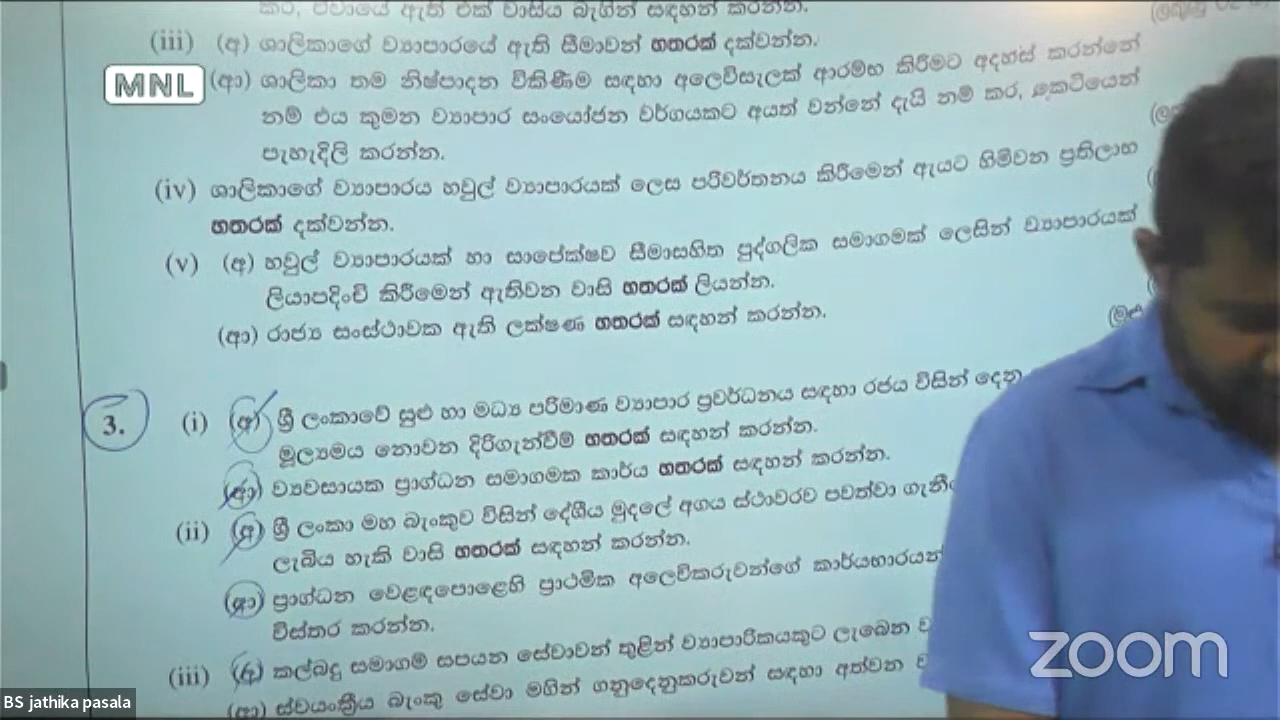 (iii) (අ) ශාලිකාගේ ව්‍යාපාරයේ ඇති සීමාවන් හතරක් දක්වන්න.
MNL (ආ) ශාලිකා තම නිෂ්පාදන විකිණීම සඳහා අලෙවිසැලක් ආරම්භ කිරීමට අදහස් කරන්නේ
නම් එය කුමන ව්‍යාපාර සංයෝජන වර්ගයකට අයත් වන්නේ දැයි නම් කර, කෙටියෙන්
පැහැදිලි කරන්න.
(iv) ශාලිකාගේ ව්‍යාපාරය හවුල් ව්‍යාපාරයක් ලෙස පරිවර්තනය කිරීමෙන් ඇයට හිමිවන ප්‍රතිලාභ
හතරක් දක්වන්න.
(v) (අ) හවුල් ව්‍යාපාරයක් හා සාපේක්ෂව සීමාසහිත පුද්ගලික සමාගමක් ලෙසින් ව්‍යාපාරයක්
ලියාපදිංචි කිරීමෙන් ඇතිවන වාසි හතරක් ලියන්න.
(ආ) රාජ්‍ය සංස්ථාවක ඇති ලක්ෂණ හතරක් සඳහන් කරන්න.
3. (i) (අ) ශ්‍රී ලංකාවේ සුළු හා මධ්‍ය පරිමාණ ව්‍යාපාර ප්‍රවර්ධනය සඳහා රජය විසින් දෙනු
මූල්‍යමය නොවන දිරිගැන්වීම් හතරක් සඳහන් කරන්න.
(ආ) ව්‍යවසායක ප්‍රාග්ධන සමාගමක කාර්ය හතරක් සඳහන් කරන්න.
(ii) (අ) ශ්‍රී ලංකා මහ බැංකුව විසින් දේශීය මුදලේ අගය ස්ථාවරව පවත්වා
ලැබිය හැකි වාසි හතරක් සඳහන් කරන්න.
(ආ) ප්‍රාග්ධන වෙළඳපොළෙහි ප්‍රාථමික අලෙවිකරුවන්ගේ කාර්යභාරයන්
විස්තර කරන්න.
(iii) (අ) කල්බදු සමාගම් සපයන සේවාවන් තුළින් ව්‍යාපාරිකයකුට ලැබෙන
(ආ) ස්වයංක්‍රීය බැංකු සේවා මගින් ගනුදෙනුකරුවන් සඳහා අත්වන
zoom
BS jathika pasala